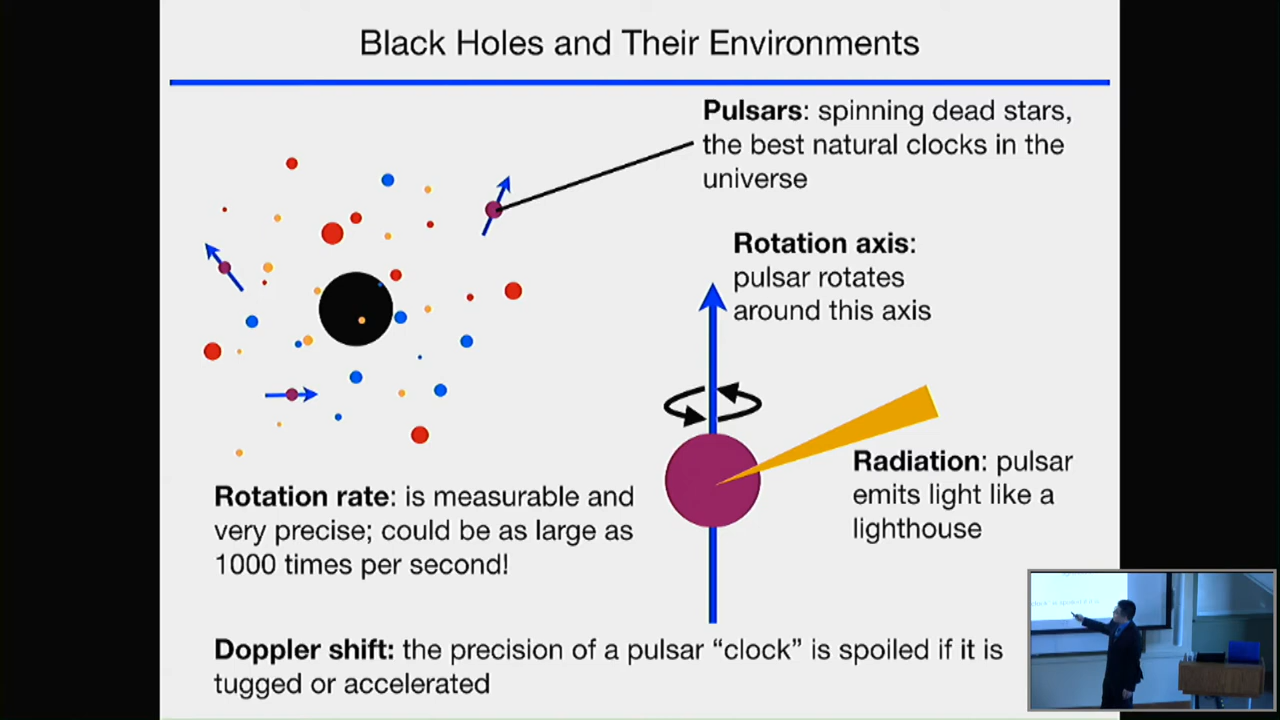 Black Holes and Their Environments
Pulsars: spinning dead stars,
the best natural clocks in the
universe
Rotation axis:
pulsar rotates
around this axis
Radiation: pulsar
emits light like a
lighthouse
Rotation rate: is measurable and
very precise; could be as large as
1000 times per second!
Doppler shift: the precision of a pulsar “clock” is spoiled if it is
tugged or accelerated